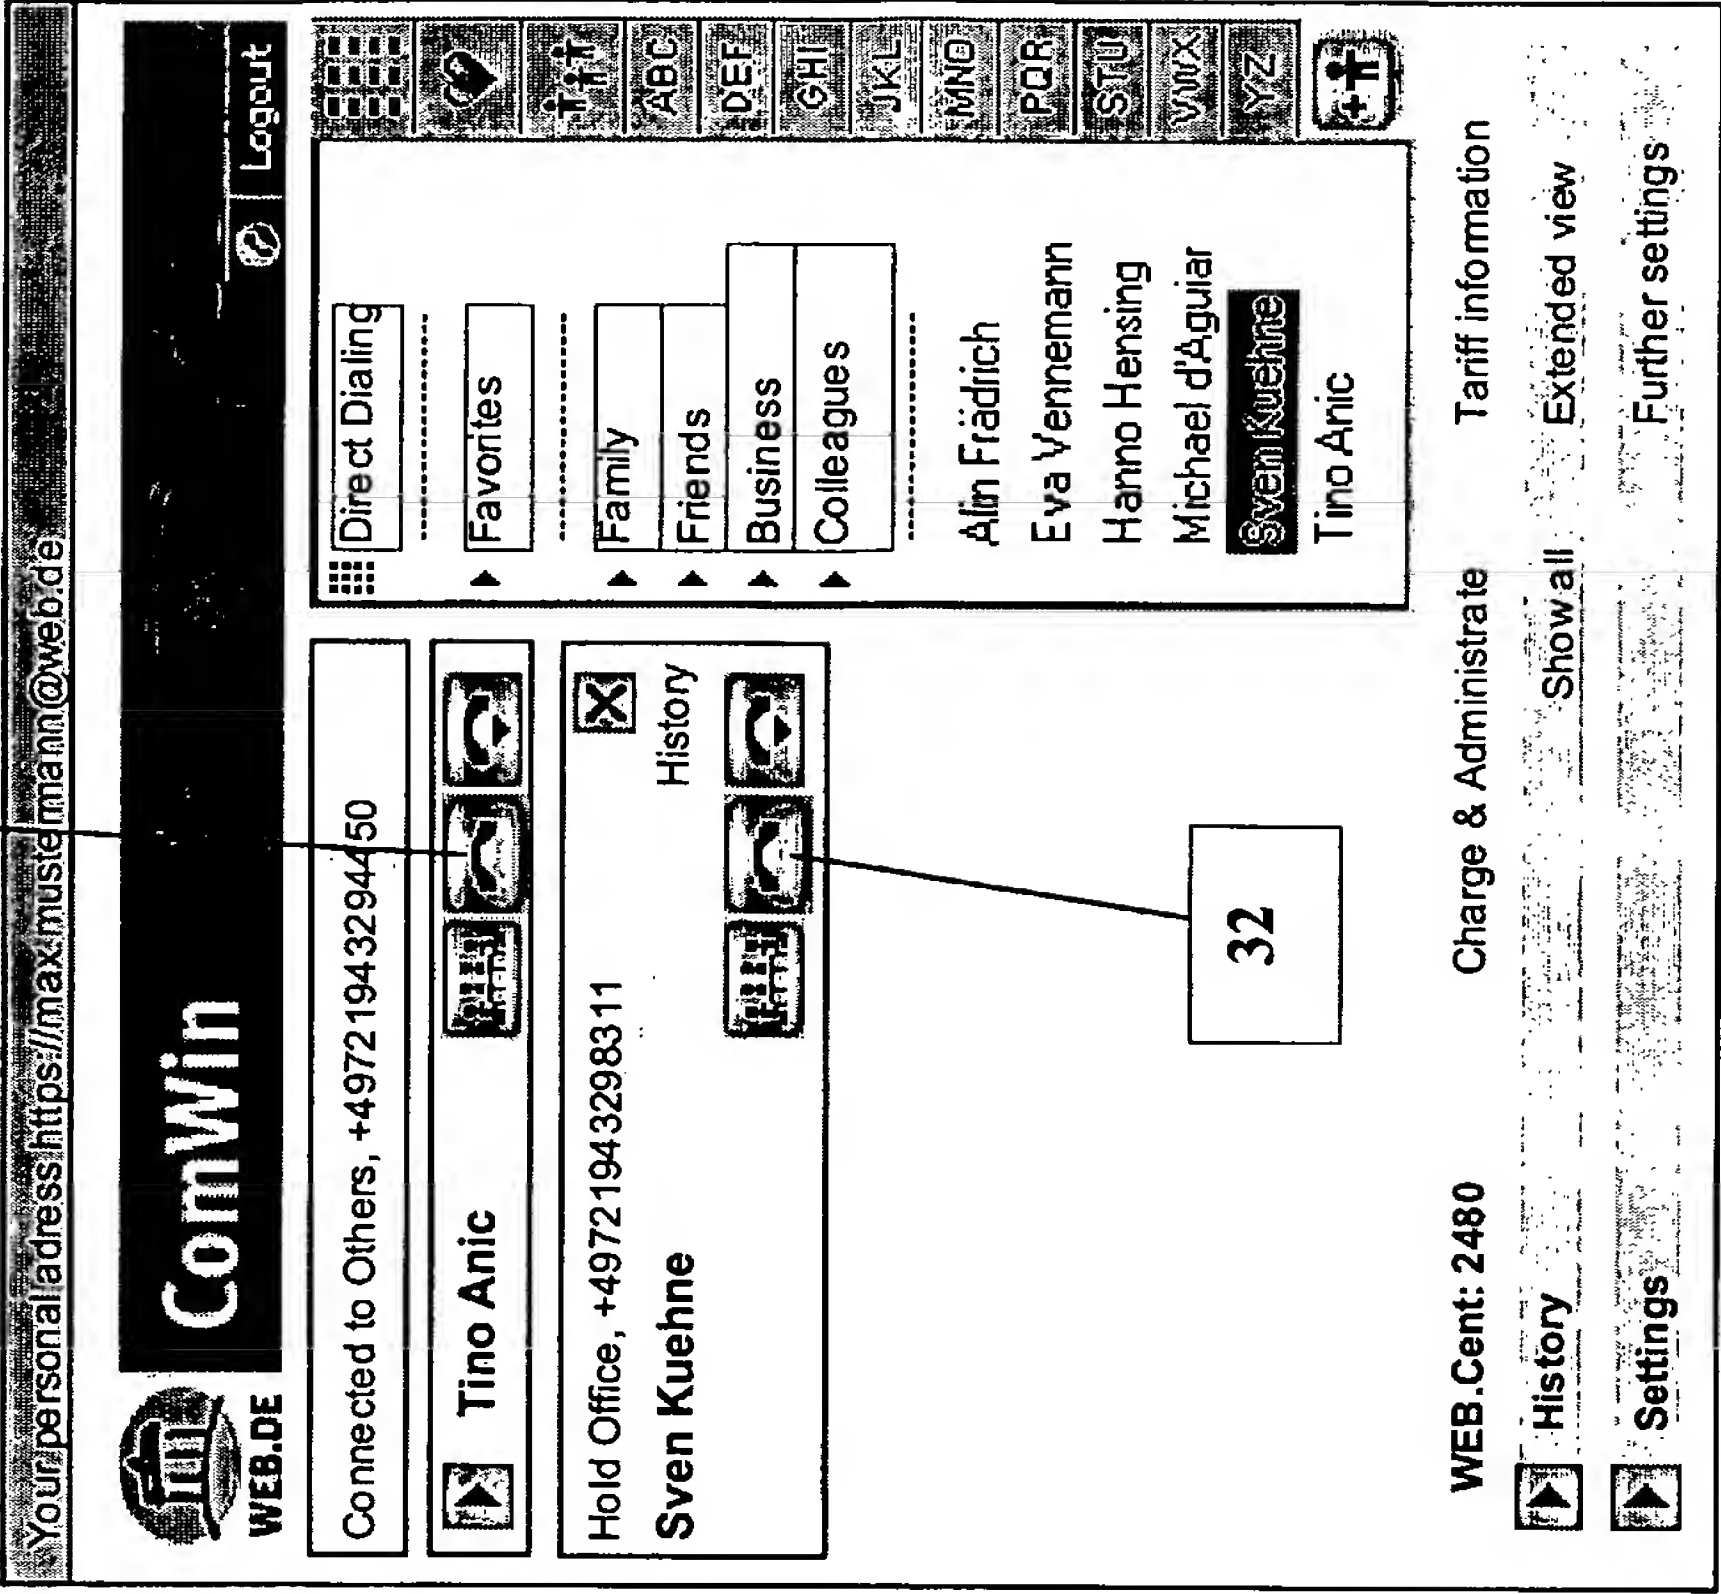 Your personal adress https://max.mustermann@web.de
WEB.DE
ComWin
Logout
Connected to Others, +49721943294450
Tino Anic
Hold Office, +497219432983 11
Sven Kuehne
History
32
Direct Dialing
Favorites
Family
Friends
Business
Colleagues
Alin Frädrich
Eva Vennemann
Hanno Hensing
Michael d'Aguiar
Sven Kuehne
Tino Anic
ABC
DEF
GHI
JKL
MNO
PQR
STU
VWX
YZ
WEB.Cent: 2480 Charge & Administrate Tariff information
History Show all Extended view
Settings Further settings